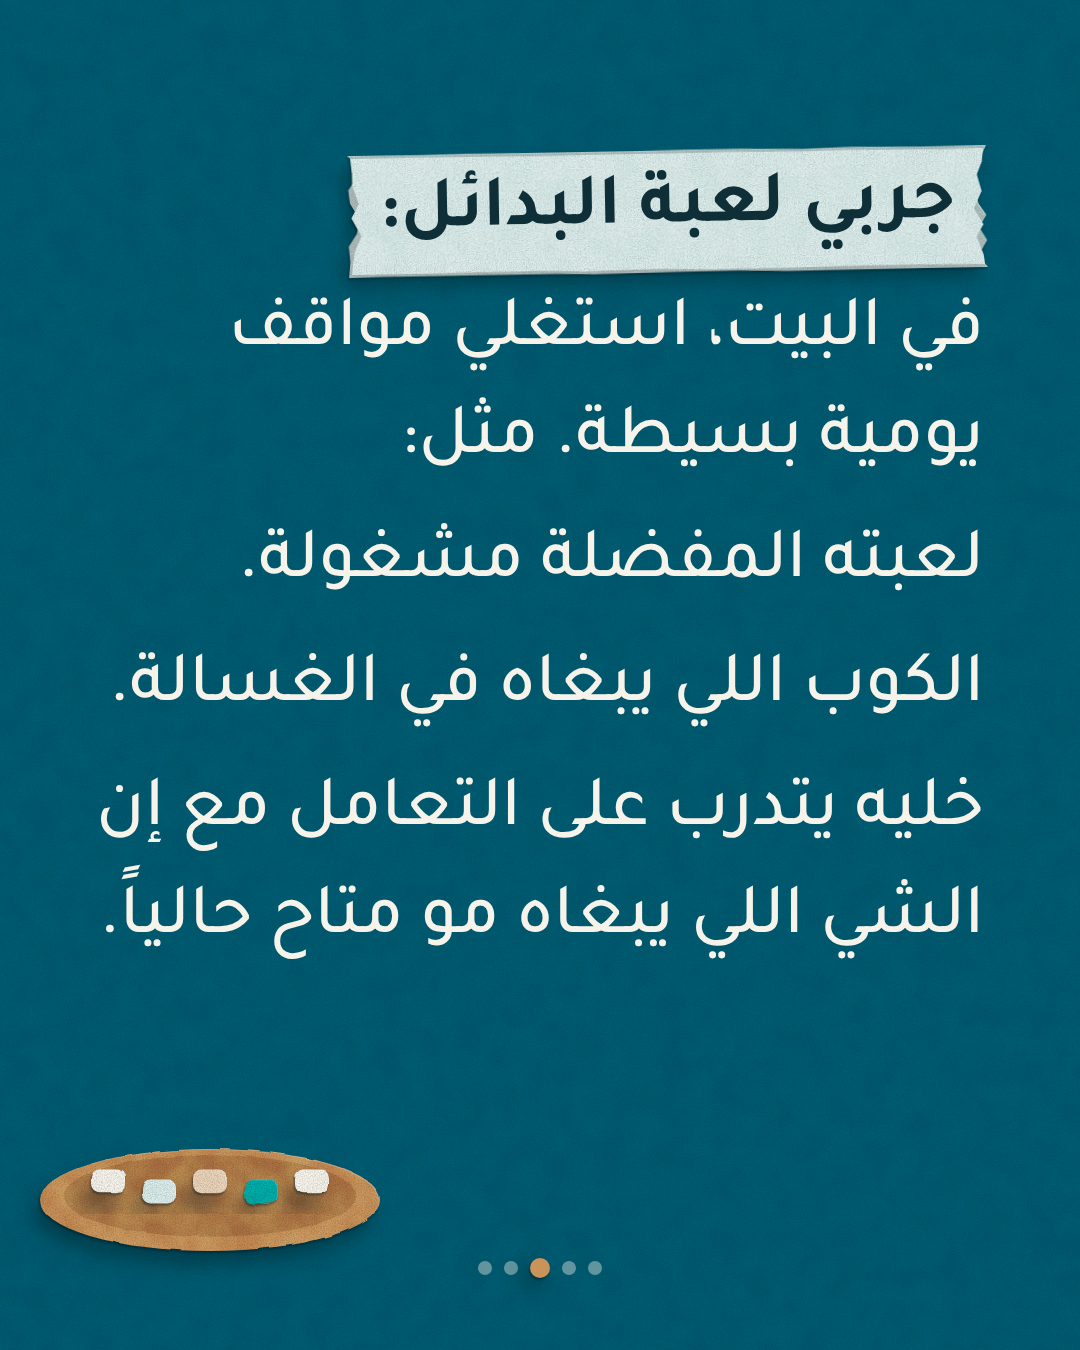 جربي لعبة البدائل:
في البيت، استغلي مواقف
يومية بسيطة. مثل:
لعبته المفضلة مشغولة.
الكوب اللي يبغاه في الغسالة.
خليه يتدرب على التعامل مع إن
الشي اللي يبغاه مو متاح حالياً.